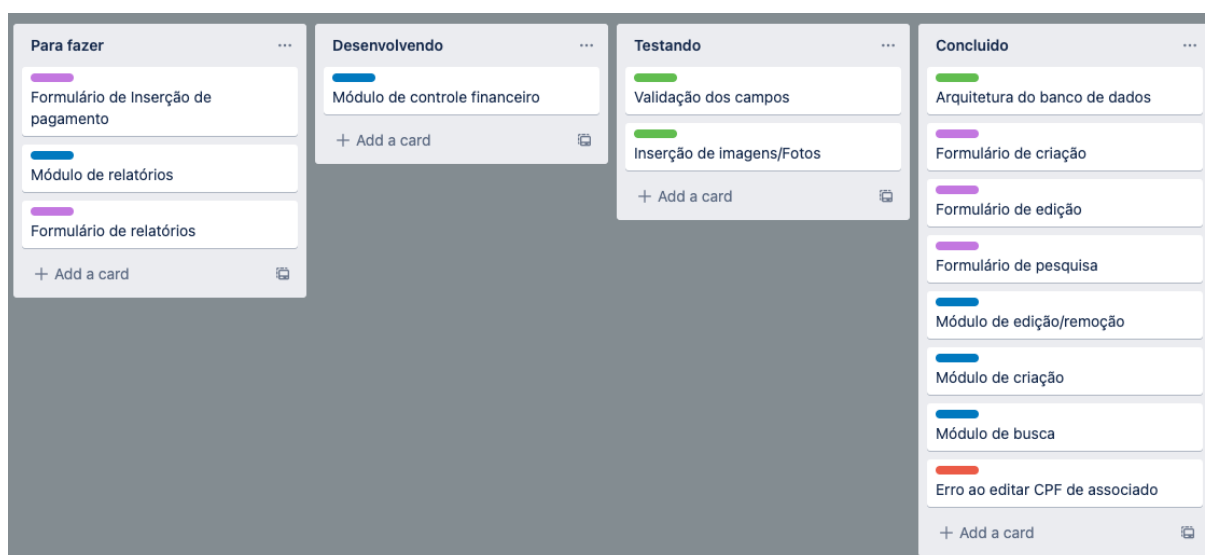 Para fazer
Formulário de Inserção de
pagamento
Módulo de relatórios
Formulário de relatórios
+ Add a card
Desenvolvendo
Módulo de controle financeiro
+ Add a card
Testando
Validação dos campos
Inserção de imagens/Fotos
+ Add a card
Concluido
Arquitetura do banco de dados
Formulário de criação
Formulário de edição
Formulário de pesquisa
Módulo de edição/remoção
Módulo de criação
Módulo de busca
Erro ao editar CPF de associado
+ Add a card